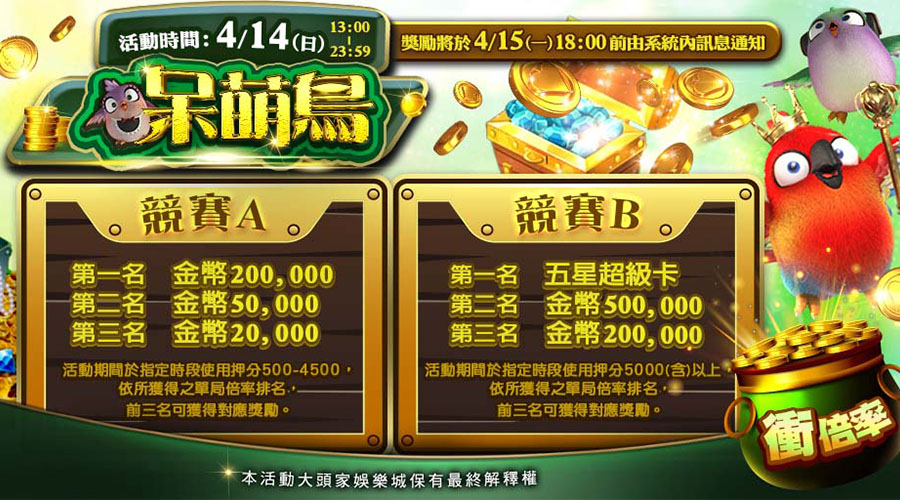 活動時間：4/14(日) 13:00-23:59
獎勵將於4/15(一)18:00前由系統內訊息通知
呆萌鳥
競賽A
第一名 金幣200,000
第二名 金幣50,000
第三名 金幣20,000
活動期間於指定時段使用押分500-4500，
依所獲得之單局倍率排名，
前三名可獲得對應獎勵。
競賽B
第一名 五星超級卡
第二名 金幣500,000
第三名 金幣200,000
活動期間於指定時段使用押分5000(含)以上，
依所獲得之單局倍率排名，
前三名可獲得對應獎勵。
衝倍率
本活動大頭家娛樂城保有最終解釋權